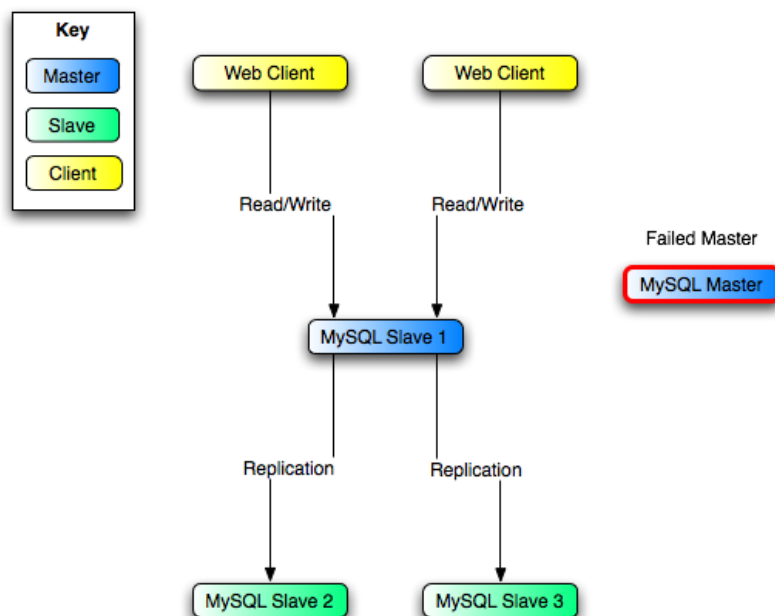 Key
Master
Slave
Client
Web Client
Web Client
Read/Write
Read/Write
Failed Master
MySQL Master
MySQL Slave 1
Replication
Replication
MySQL Slave 2
MySQL Slave 3